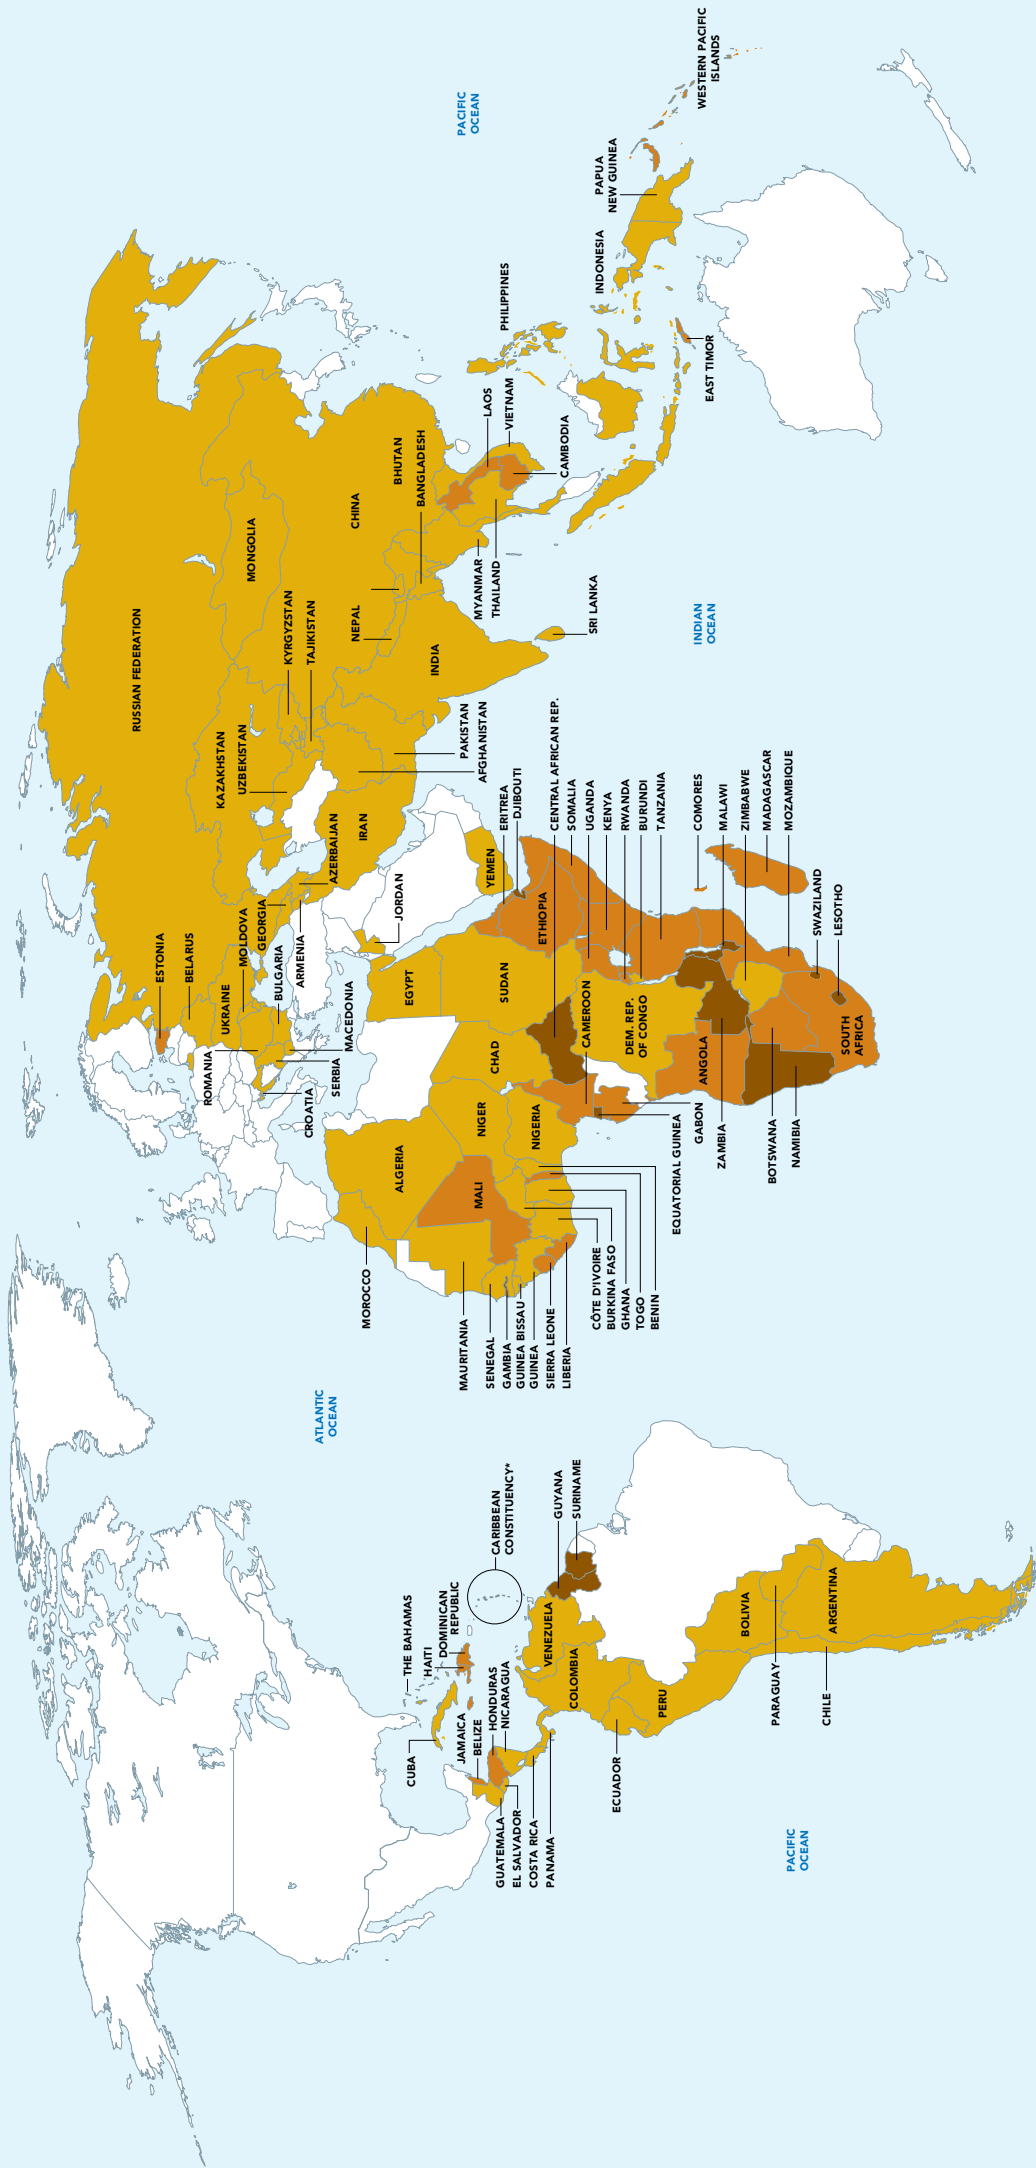 RUSSIAN FEDERATION
ESTONIA
BELARUS
UKRAINE
MOLDOVA
ROMANIA
BULGARIA
GEORGIA
ARMENIA
AZERBAIJAN
MACEDONIA
SERBIA
CROATIA
KAZAKHSTAN
UZBEKISTAN
KYRGYZSTAN
TAJIKISTAN
MONGOLIA
CHINA
NEPAL
BHUTAN
BANGLADESH
INDIA
IRAN
PAKISTAN
AFGHANISTAN
JORDAN
YEMEN
SRI LANKA
MYANMAR
THAILAND
LAOS
VIETNAM
CAMBODIA
PHILIPPINES
INDONESIA
PAPUA
NEW GUINEA
EAST TIMOR
WESTERN PACIFIC
ISLANDS
PACIFIC
OCEAN
INDIAN
OCEAN
ATLANTIC
OCEAN
PACIFIC
OCEAN
MOROCCO
ALGERIA
EGYPT
MAURITANIA
MALI
NIGER
CHAD
SUDAN
ERITREA
DJIBOUTI
ETHIOPIA
CENTRAL AFRICAN REP.
SOMALIA
UGANDA
KENYA
RWANDA
BURUNDI
TANZANIA
COMOROS
MALAWI
ZIMBABWE
MADAGASCAR
MOZAMBIQUE
SWAZILAND
LESOTHO
SOUTH
AFRICA
NAMIBIA
BOTSWANA
ZAMBIA
ANGOLA
DEM. REP.
OF CONGO
GABON
EQUATORIAL GUINEA
CAMEROON
NIGERIA
SENEGAL
GAMBIA
GUINEA BISSAU
GUINEA
SIERRA LEONE
LIBERIA
CÔTE D'IVOIRE
BURKINA FASO
GHANA
TOGO
BENIN
CUBA
THE BAHAMAS
HAITI
DOMINICAN
REPUBLIC
JAMAICA
BELIZE
HONDURAS
NICARAGUA
GUATEMALA
EL SALVADOR
COSTA RICA
PANAMA
CARIBBEAN
CONSTITUENCY*
GUYANA
SURINAME
VENEZUELA
COLOMBIA
ECUADOR
PERU
BOLIVIA
PARAGUAY
ARGENTINA
CHILE